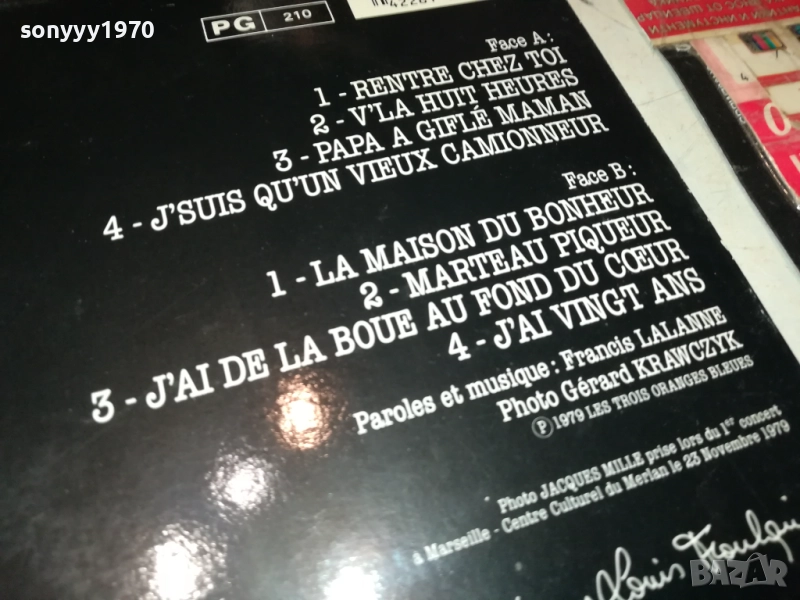 sonyyy1970
PG 210
Face A :
1 - RENTRE CHEZ TOI
2 - V'LA HUIT HEURES
3 - PAPA A GIFLÉ MAMAN
4 - J'SUIS QU'UN VIEUX CAMIONNEUR
Face B :
1 - LA MAISON DU BONHEUR
2 - MARTEAU PIQUEUR
3 - J'AI DE LA BOUE AU FOND DU CŒUR
4 - J'AI VINGT ANS
Paroles et musique : Francis LALANNE
Photo Gérard KRAWCZYK
Ⓟ 1979 LES TROIS ORANGES BLEUES
Photo JACQUES MILLE prise lors du 1er concert
à Marseille - Centre Culturel du Merlan le 23 Novembre 1979
Louis
BAZAR